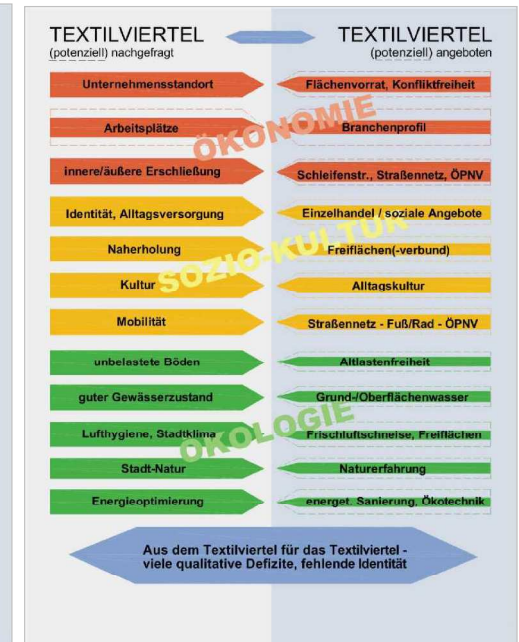 TEXTILVIERTEL
(potenziell) nachgefragt
TEXTILVIERTEL
(potenziell) angeboten
Unternehmensstandort
Flächenvorrat, Konfliktfreiheit
Arbeitsplätze
Branchenprofil
ÖKONOMIE
innere/äußere Erschließung
Schleifenstr., Straßennetz, ÖPNV
Identität, Alltagsversorgung
Einzelhandel / soziale Angebote
Naherholung
Freiflächen(-verbund)
SOZIO-KULTUR
Kultur
Alltagskultur
Mobilität
Straßennetz - Fuß/Rad - ÖPNV
unbelastete Böden
Altlastenfreiheit
guter Gewässerzustand
Grund-/Oberflächenwasser
Lufthygiene, Stadtklima
Frischluftschneise, Freiflächen
ÖKOLOGIE
Stadt-Natur
Naturerfahrung
Energieoptimierung
energet. Sanierung, Ökotechnik
Aus dem Textilviertel für das Textilviertel -
viele qualitative Defizite, fehlende Identität